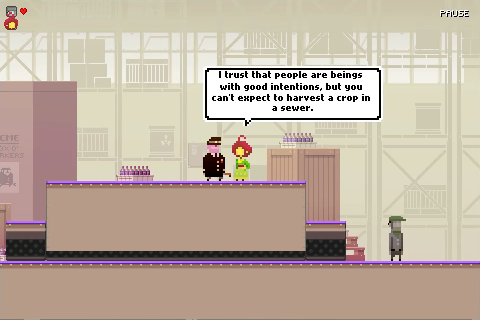 PAUSE
I trust that people are beings
with good intentions, but you
can't expect to harvest a crop in
a sewer.